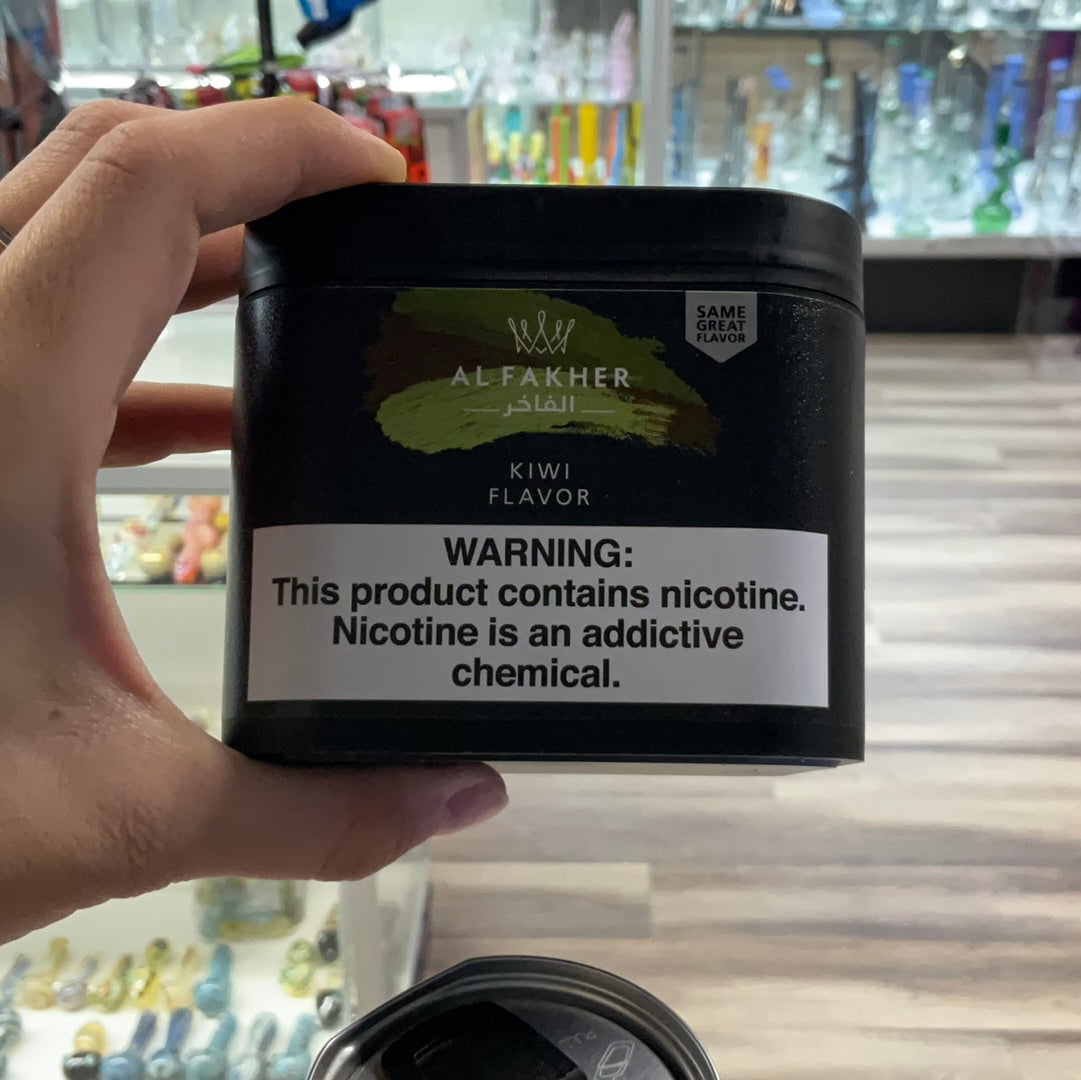 SAME
GREAT
FLAVOR
AL FAKHER
الفاخر
KIWI
FLAVOR
WARNING:
This product contains nicotine.
Nicotine is an addictive
chemical.